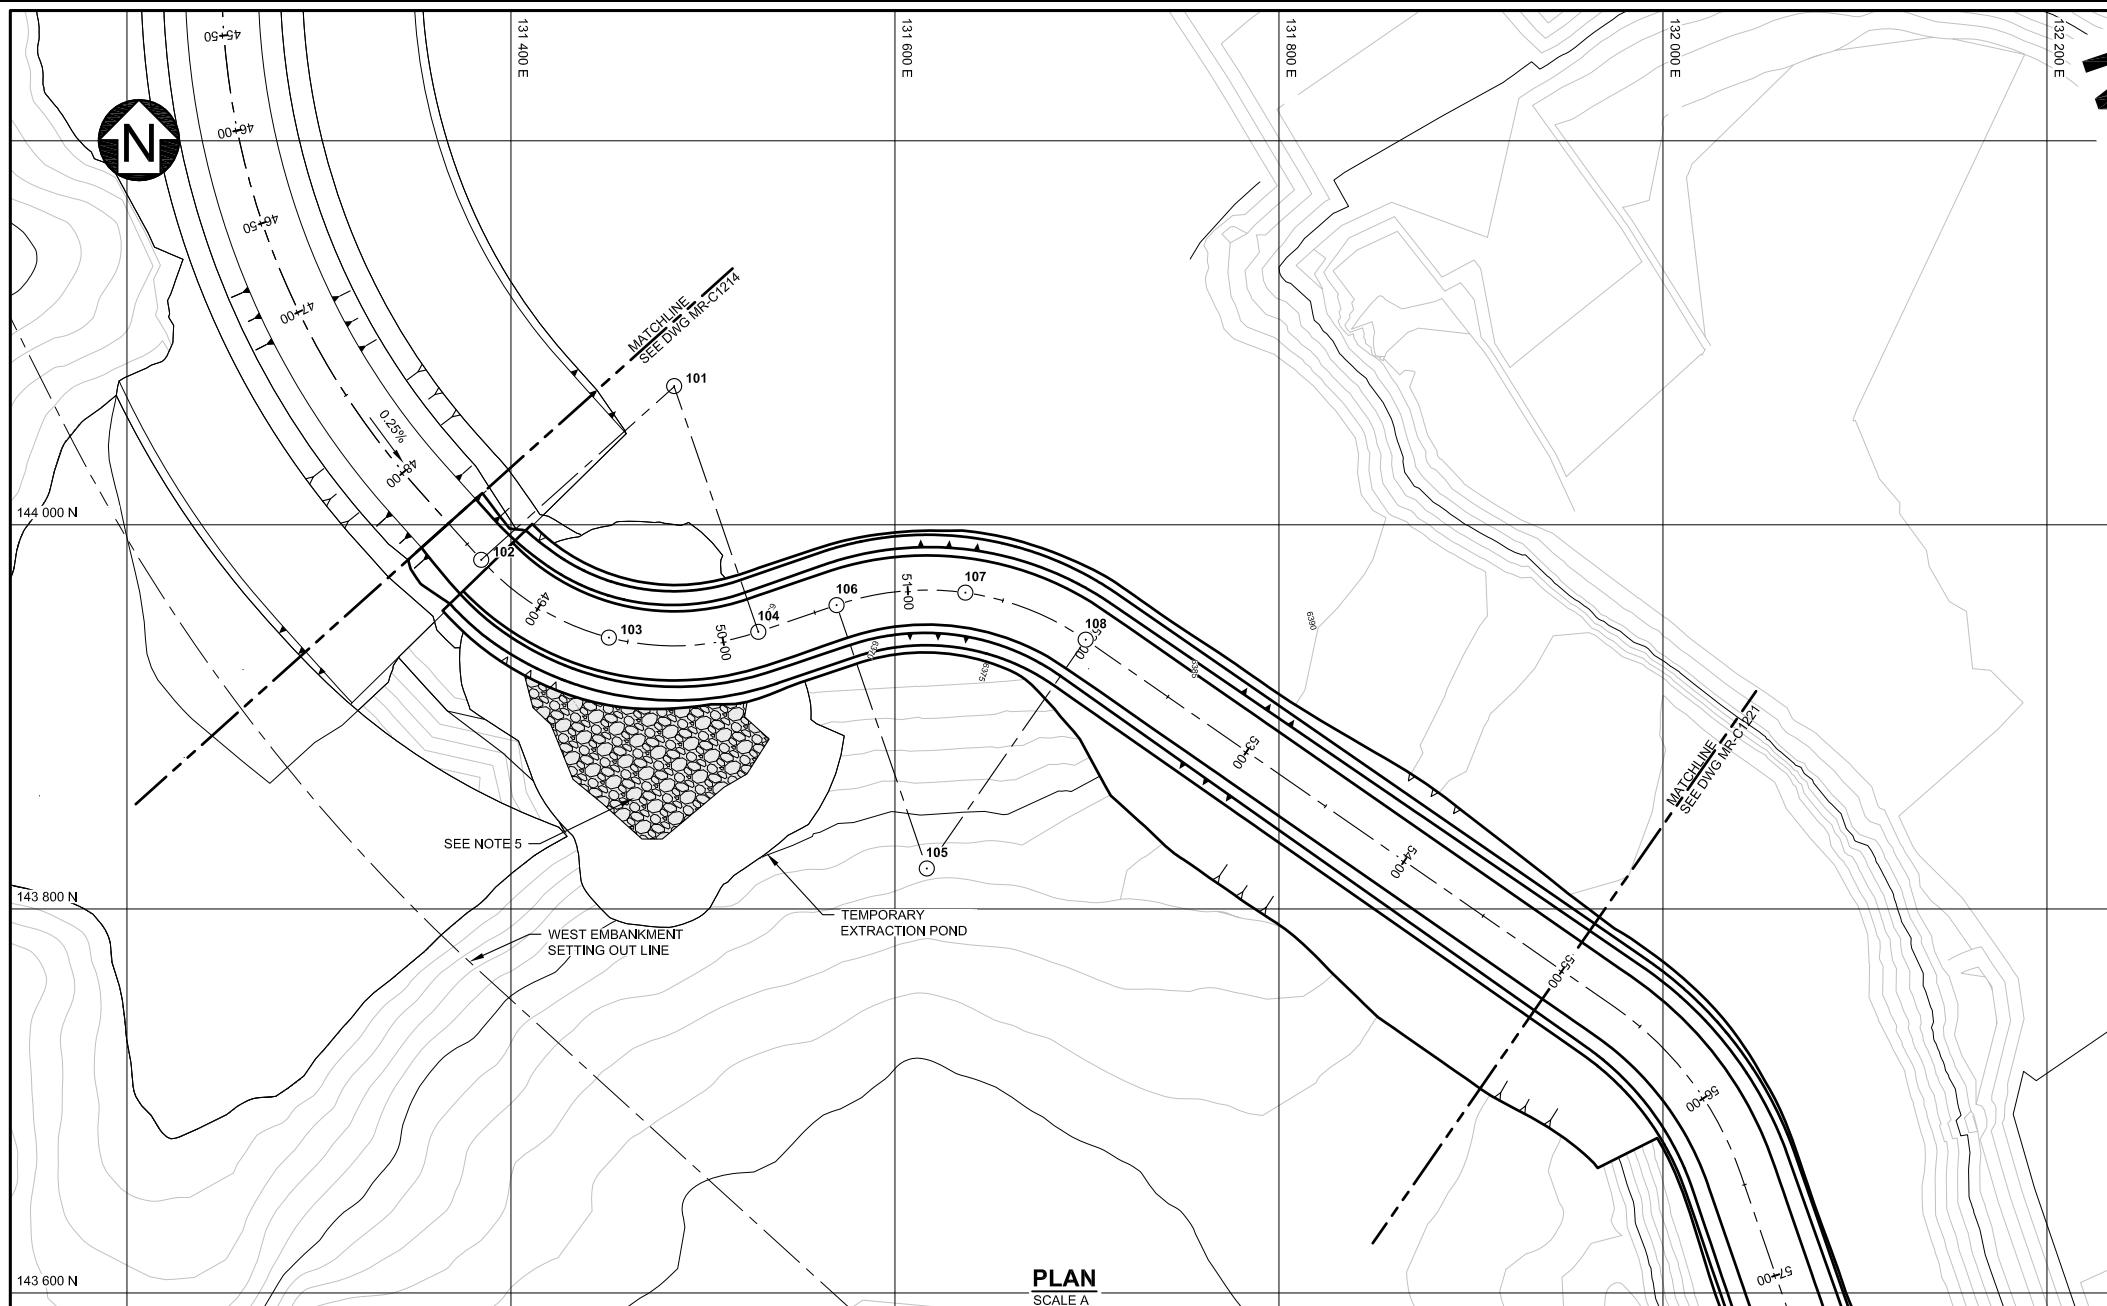 131 400 E
131 600 E
131 800 E
132 000 E
132 200 E
45+50
46+00
N
46+50
47+00
MATCHLINE
SEE DWG MR-C1214
101
0.25%
48+00
144 000 N
102
49+00
103
50+00
104
106
51+00
107
108
6370
6375
6385
6390
53+00
MATCHLINE
SEE DWG MR-C1221
SEE NOTE 5
105
54+00
143 800 N
TEMPORARY
EXTRACTION POND
WEST EMBANKMENT
SETTING OUT LINE
55+00
56+00
57+00
143 600 N
PLAN
SCALE A